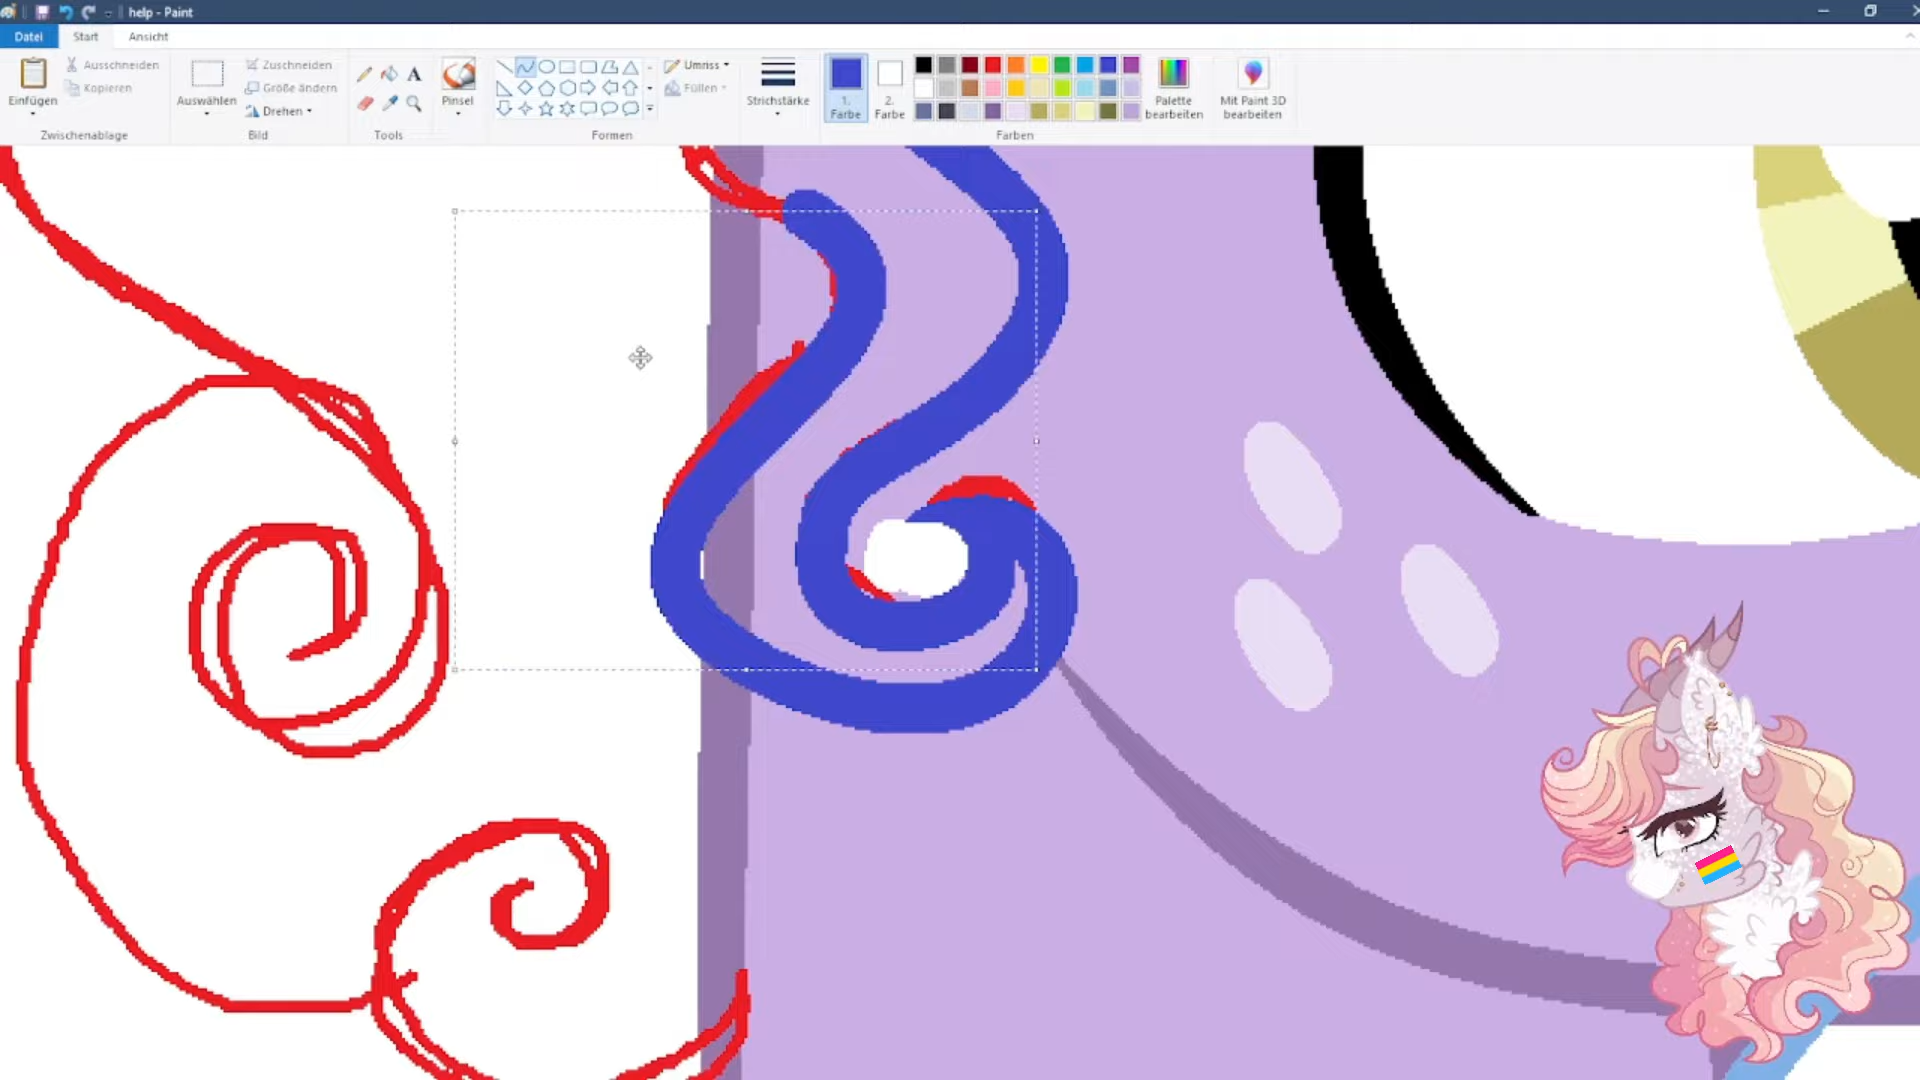 help - Paint
Datei Start Ansicht
Einfügen
Ausschneiden
Kopieren
Zwischenablage
Auswählen
Zuschneiden
Größe ändern
Drehen
Bild
A
Tools
Pinsel
Umriss
Füllen
Formen
Strichstärke
1.
Farbe
2.
Farbe
Palette
bearbeiten
Farben
Mit Paint 3D
bearbeiten